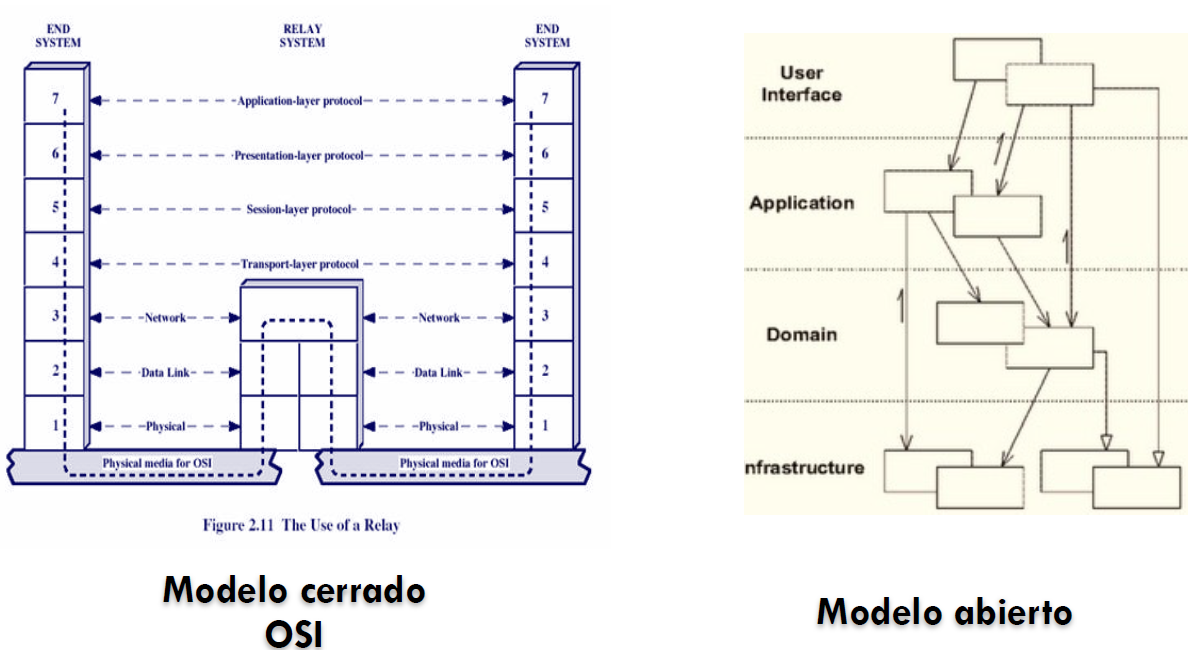 END
SYSTEM
RELAY
SYSTEM
END
SYSTEM
7
Application-layer protocol
7
6
Presentation-layer protocol
6
5
Session-layer protocol
5
4
Transport-layer protocol
4
3
Network
Network
3
2
Data Link
Data Link
2
1
Physical
Physical
1
Physical media for OSI
Physical media for OSI
Figure 2.11 The Use of a Relay
Modelo cerrado
OSI
User
Interface
Application
Domain
nfrastructure
Modelo abierto